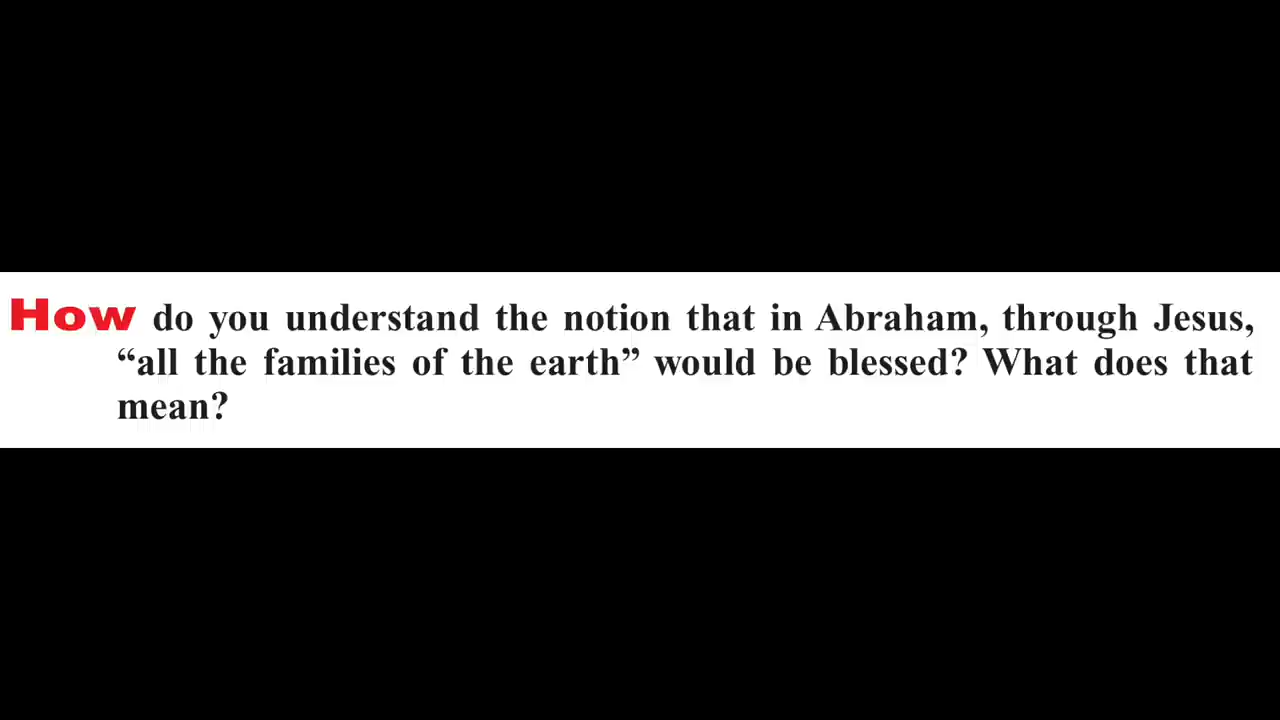 How do you understand the notion that in Abraham, through Jesus,
“all the families of the earth” would be blessed? What does that
mean?